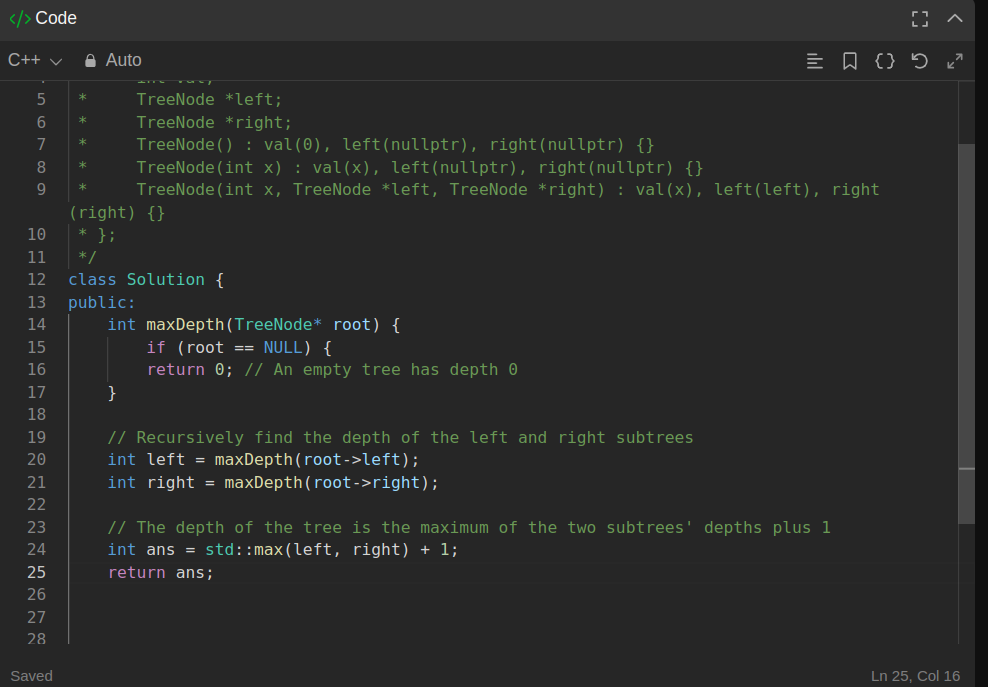 </> Code
C++ Auto
4 * int val;
5 * TreeNode *left;
6 * TreeNode *right;
7 * TreeNode() : val(0), left(nullptr), right(nullptr) {}
8 * TreeNode(int x) : val(x), left(nullptr), right(nullptr) {}
9 * TreeNode(int x, TreeNode *left, TreeNode *right) : val(x), left(left), right
(right) {}
10 * };
11 */
12 class Solution {
13 public:
14 int maxDepth(TreeNode* root) {
15 if (root == NULL) {
16 return 0; // An empty tree has depth 0
17 }
18
19 // Recursively find the depth of the left and right subtrees
20 int left = maxDepth(root->left);
21 int right = maxDepth(root->right);
22
23 // The depth of the tree is the maximum of the two subtrees' depths plus 1
24 int ans = std::max(left, right) + 1;
25 return ans;
26
27
28
Saved Ln 25, Col 16